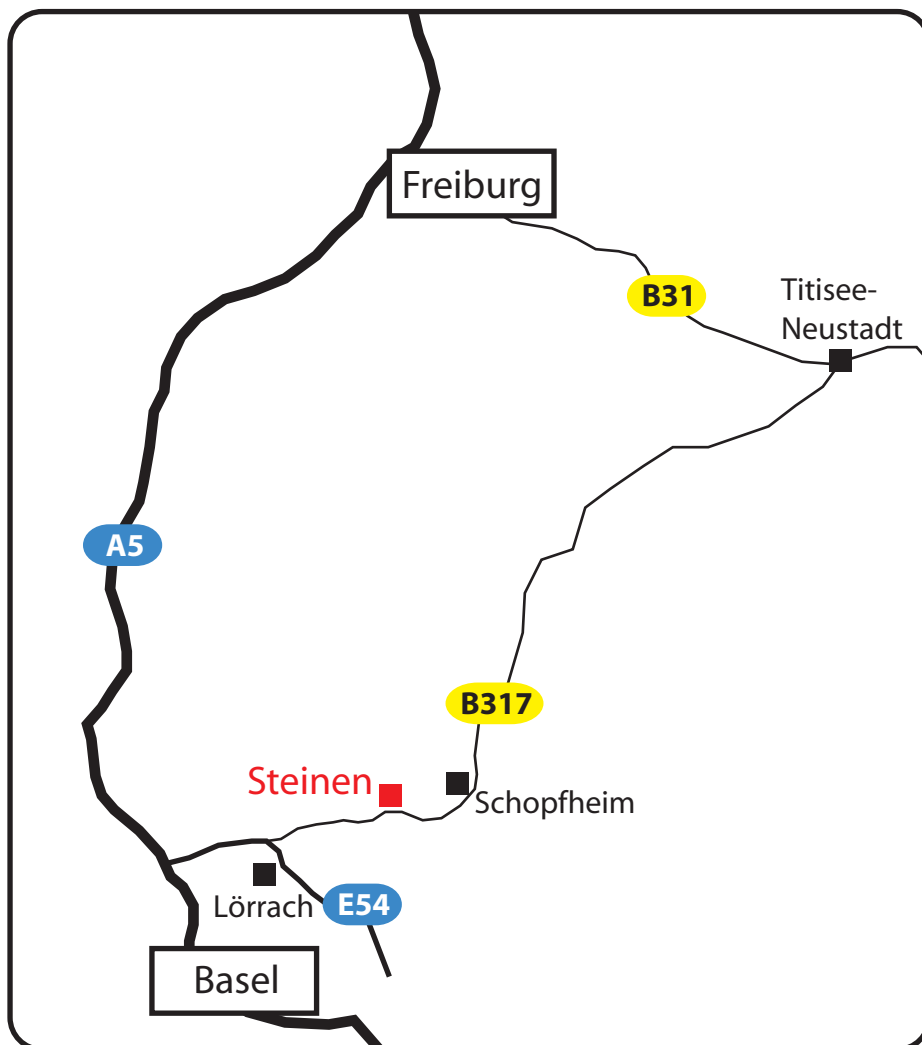 Freiburg
B31
Titisee-
Neustadt
A5
B317
Steinen
Schopfheim
Lörrach
E54
Basel